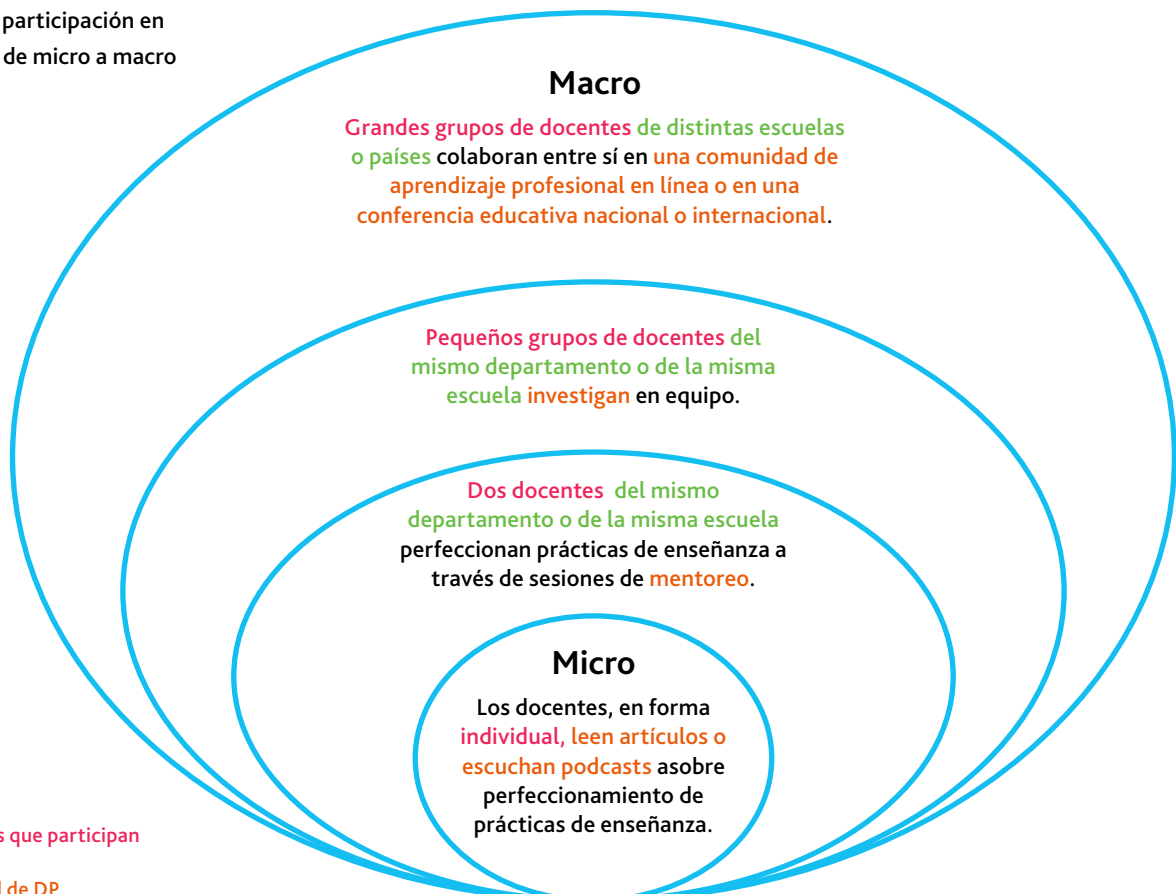 participación en
de micro a macro
Macro
Grandes grupos de docentes de distintas escuelas
o países colaboran entre sí en una comunidad de
aprendizaje profesional en línea o en una
conferencia educativa nacional o internacional.
Pequeños grupos de docentes del
mismo departamento o de la misma
escuela investigan en equipo.
Dos docentes del mismo
departamento o de la misma escuela
perfeccionan prácticas de enseñanza a
través de sesiones de mentoreo.
Micro
Los docentes, en forma
individual, leen artículos o
escuchan podcasts asobre
perfeccionamiento de
prácticas de enseñanza.
que participan
de DP